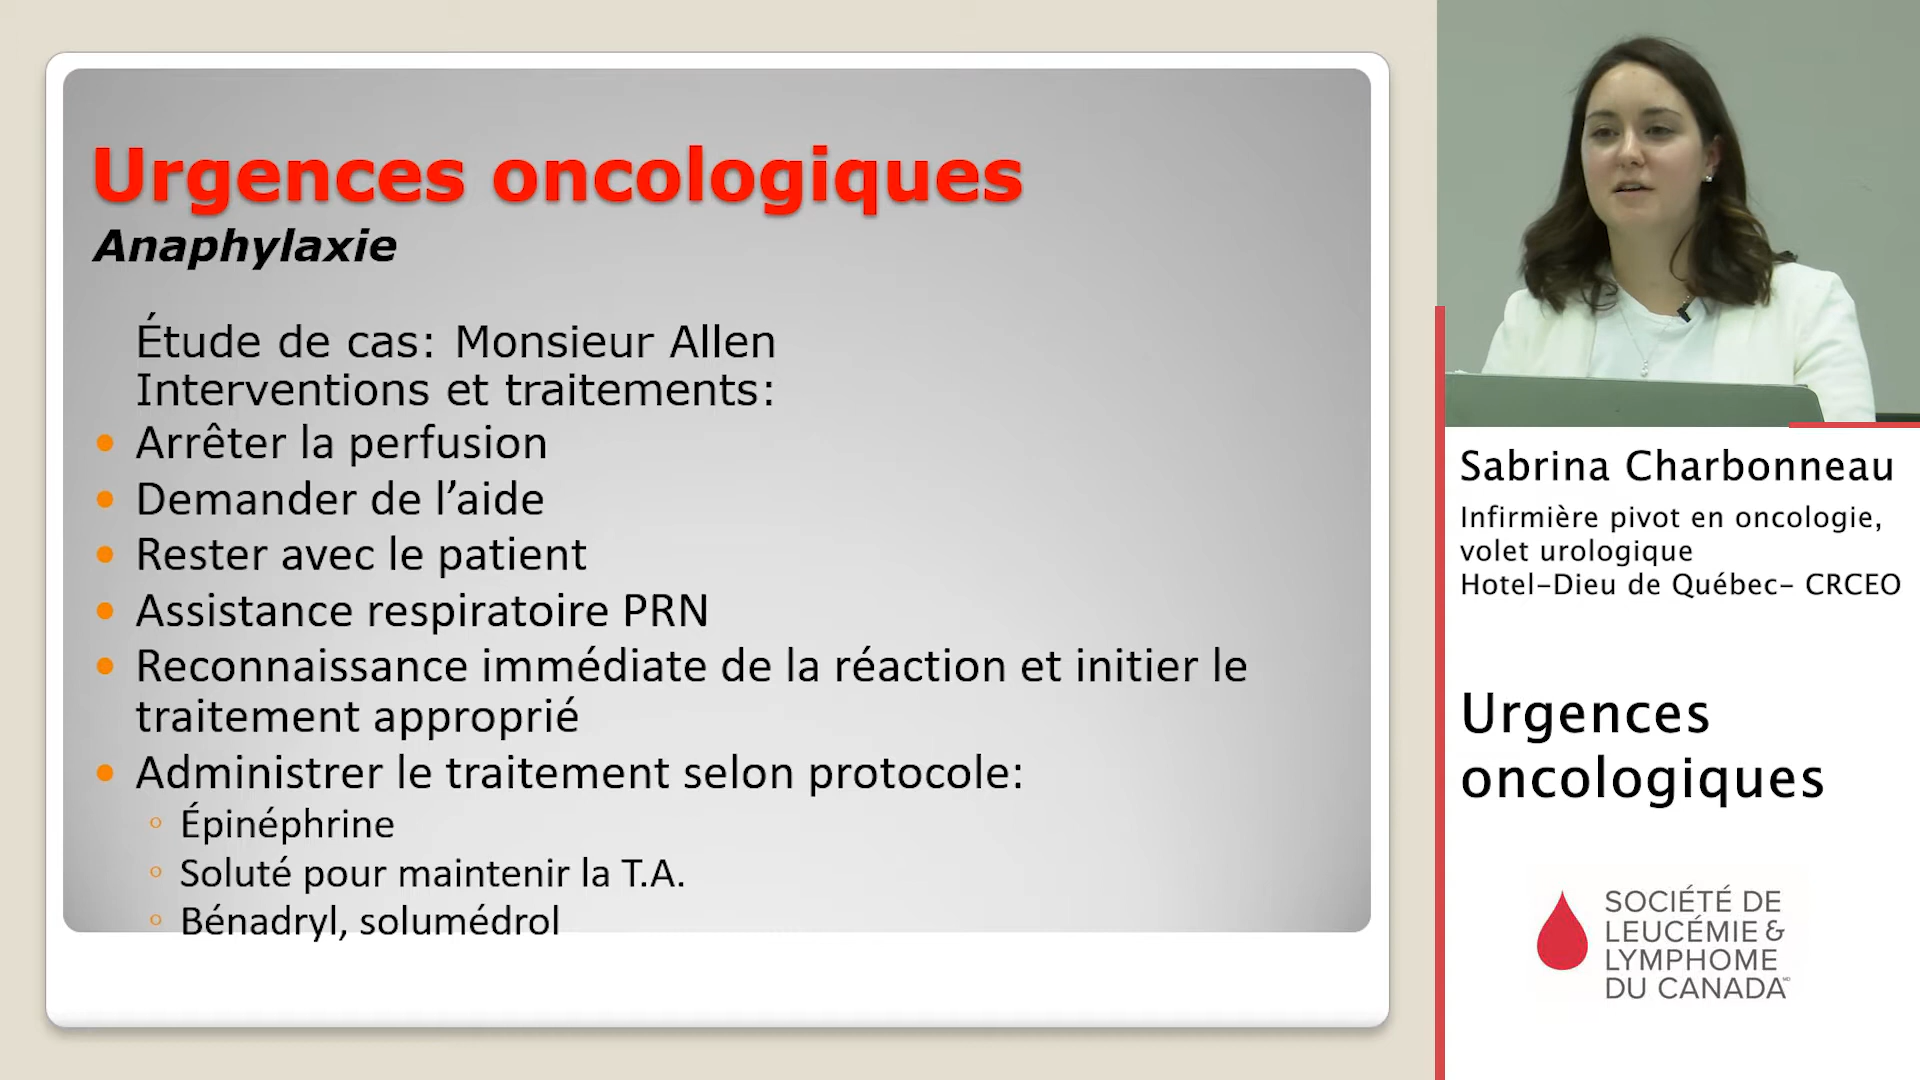 Urgences oncologiques
Anaphylaxie
Étude de cas: Monsieur Allen
Interventions et traitements:
• Arrêter la perfusion
• Demander de l’aide
• Rester avec le patient
• Assistance respiratoire PRN
• Reconnaissance immédiate de la réaction et initier le
traitement approprié
• Administrer le traitement selon protocole:
◦ Épinéphrine
◦ Soluté pour maintenir la T.A.
◦ Bénadryl, solumédrol
Sabrina Charbonneau
Infirmière pivot en oncologie,
volet urologique
Hotel-Dieu de Québec- CRCEO
Urgences
oncologiques
SOCIÉTÉ DE
LEUCÉMIE &
LYMPHOME
DU CANADA MD